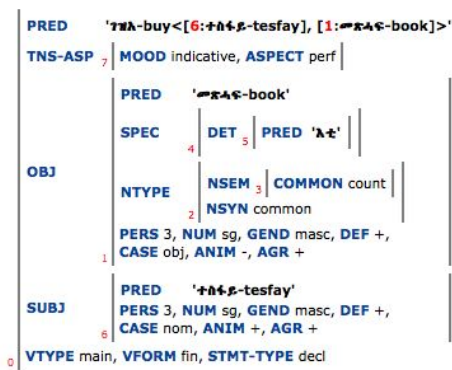 PRED 'ገዝአ-buy<[6:ተስፋይ-tesfay], [1:መጽሓፍ-book]>'
TNS-ASP 7 MOOD indicative, ASPECT perf
PRED 'መጽሓፍ-book'
SPEC 4 DET 5 PRED 'እቲ'
OBJ
NTYPE 2 NSEM 3 COMMON count
NSYN common
1 PERS 3, NUM sg, GEND masc, DEF +,
CASE obj, ANIM -, AGR +
PRED 'ተስፋይ-tesfay'
SUBJ 6 PERS 3, NUM sg, GEND masc, DEF +,
CASE nom, ANIM +, AGR +
0 VTYPE main, VFORM fin, STMT-TYPE decl